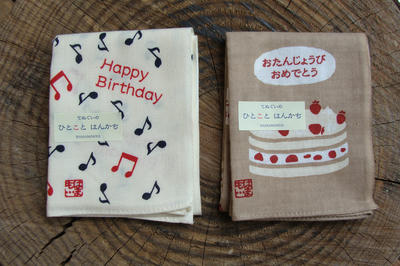 Happy
Birthday
てぬぐいの
ひとこと はんかち
おたんじょうび
おめでとう
てぬぐいの
ひとこと はんかち